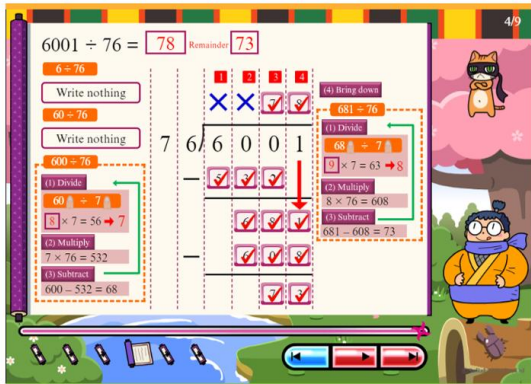 4/9
6001 ÷ 76 = 78 Remainder 73
6 ÷ 76
Write nothing
60 ÷ 76
Write nothing
600 ÷ 76
(1) Divide
60 ÷ 7
8 × 7 = 56 ➔ 7
(2) Multiply
7 × 76 = 532
(3) Subtract
600 – 532 = 68
1 2 3 4
× × 7 8
7 6 6 0 0 1
– 5 3 2
6 8 1
– 6 0 8
7 3
(4) Bring down
681 ÷ 76
(1) Divide
68 ÷ 7
9 × 7 = 63 ➔ 8
(2) Multiply
8 × 76 = 608
(3) Subtract
681 – 608 = 73